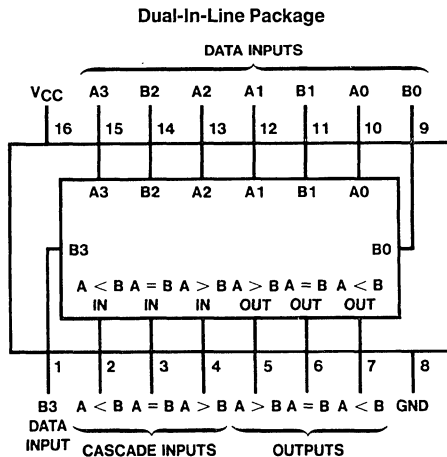 Dual-In-Line Package
DATA INPUTS
VCC A3 B2 A2 A1 B1 A0 B0
16 15 14 13 12 11 10 9
A3 B2 A2 A1 B1 A0
B3 B0
A < B A = B A > B A > B A = B A < B
IN IN IN OUT OUT OUT
1 2 3 4 5 6 7 8
B3 A < B A = B A > B A > B A = B A < B GND
DATA
INPUT CASCADE INPUTS OUTPUTS